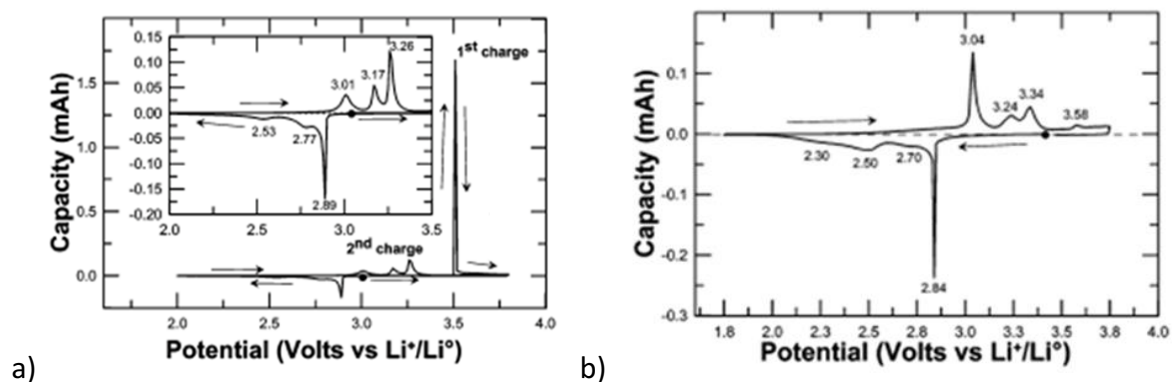 1st charge
3.26
3.17
3.01
2.53
2.77
2.89
0.15
0.10
0.05
0.00
-0.05
-0.10
-0.15
-0.20
2.0 2.5 3.0 3.5
2nd charge
Capacity (mAh)
1.5
1.0
0.5
0.0
2.0 2.5 3.0 3.5 4.0
Potential (Volts vs Li⁺/Li°)
a)
3.04
3.24
3.34
3.58
2.30
2.50
2.70
2.84
Capacity (mAh)
0.1
0.0
-0.1
-0.2
-0.3
1.8 2.0 2.3 2.5 2.8 3.0 3.3 3.5 3.8 4.0
Potential (Volts vs Li⁺/Li°)
b)